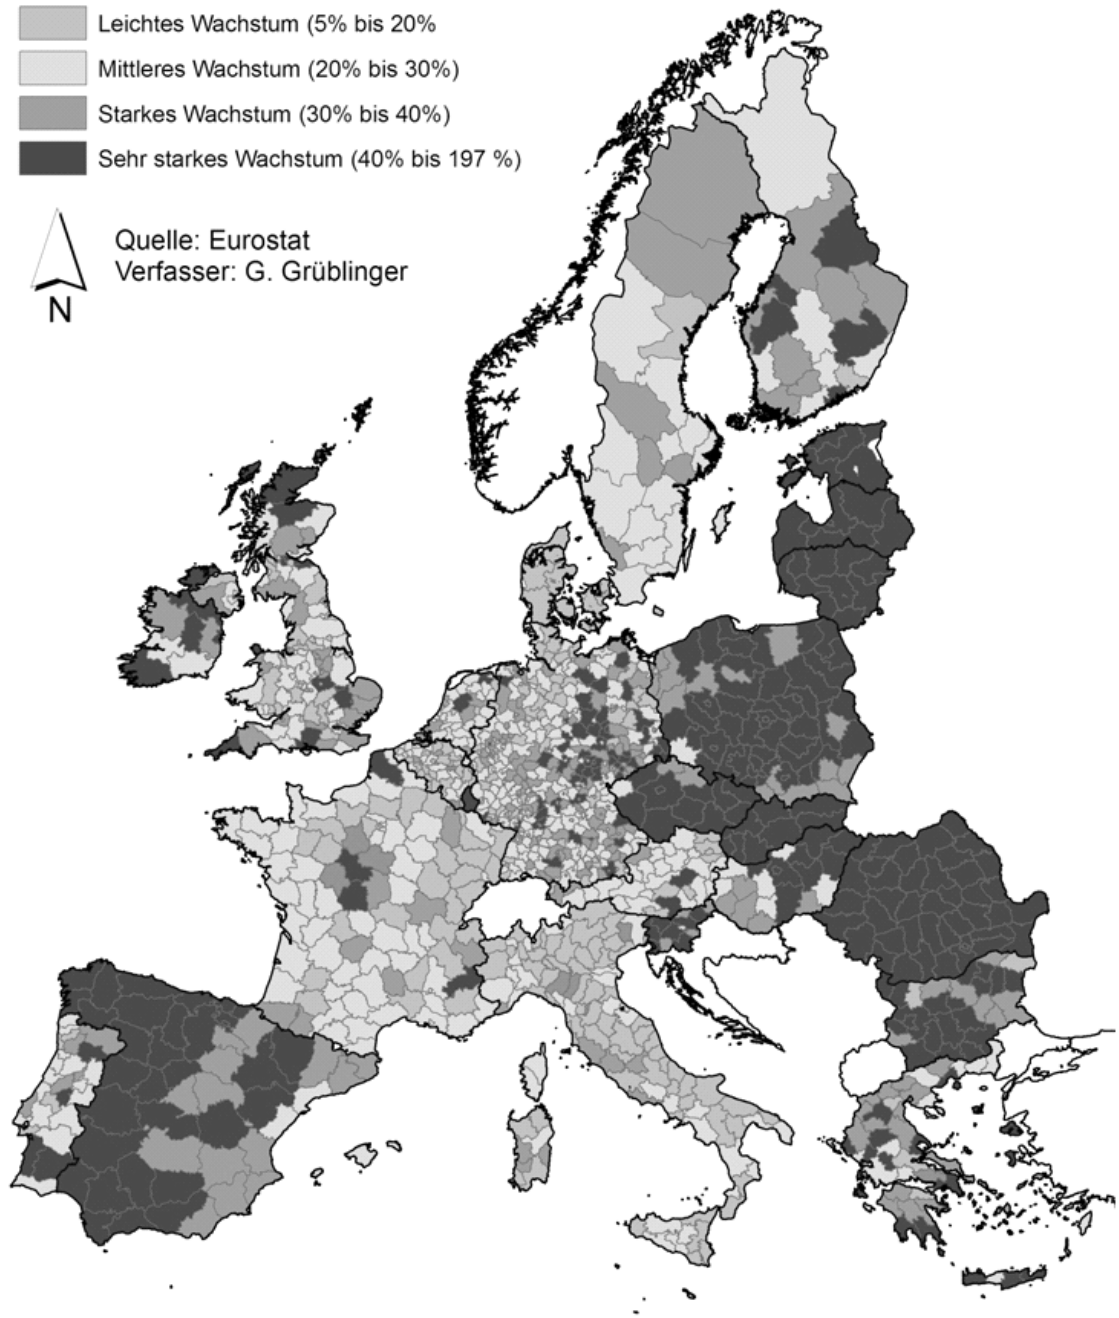 Leichtes Wachstum (5% bis 20%
Mittleres Wachstum (20% bis 30%)
Starkes Wachstum (30% bis 40%)
Sehr starkes Wachstum (40% bis 197 %)
Quelle: Eurostat
Verfasser: G. Grüblinger
N